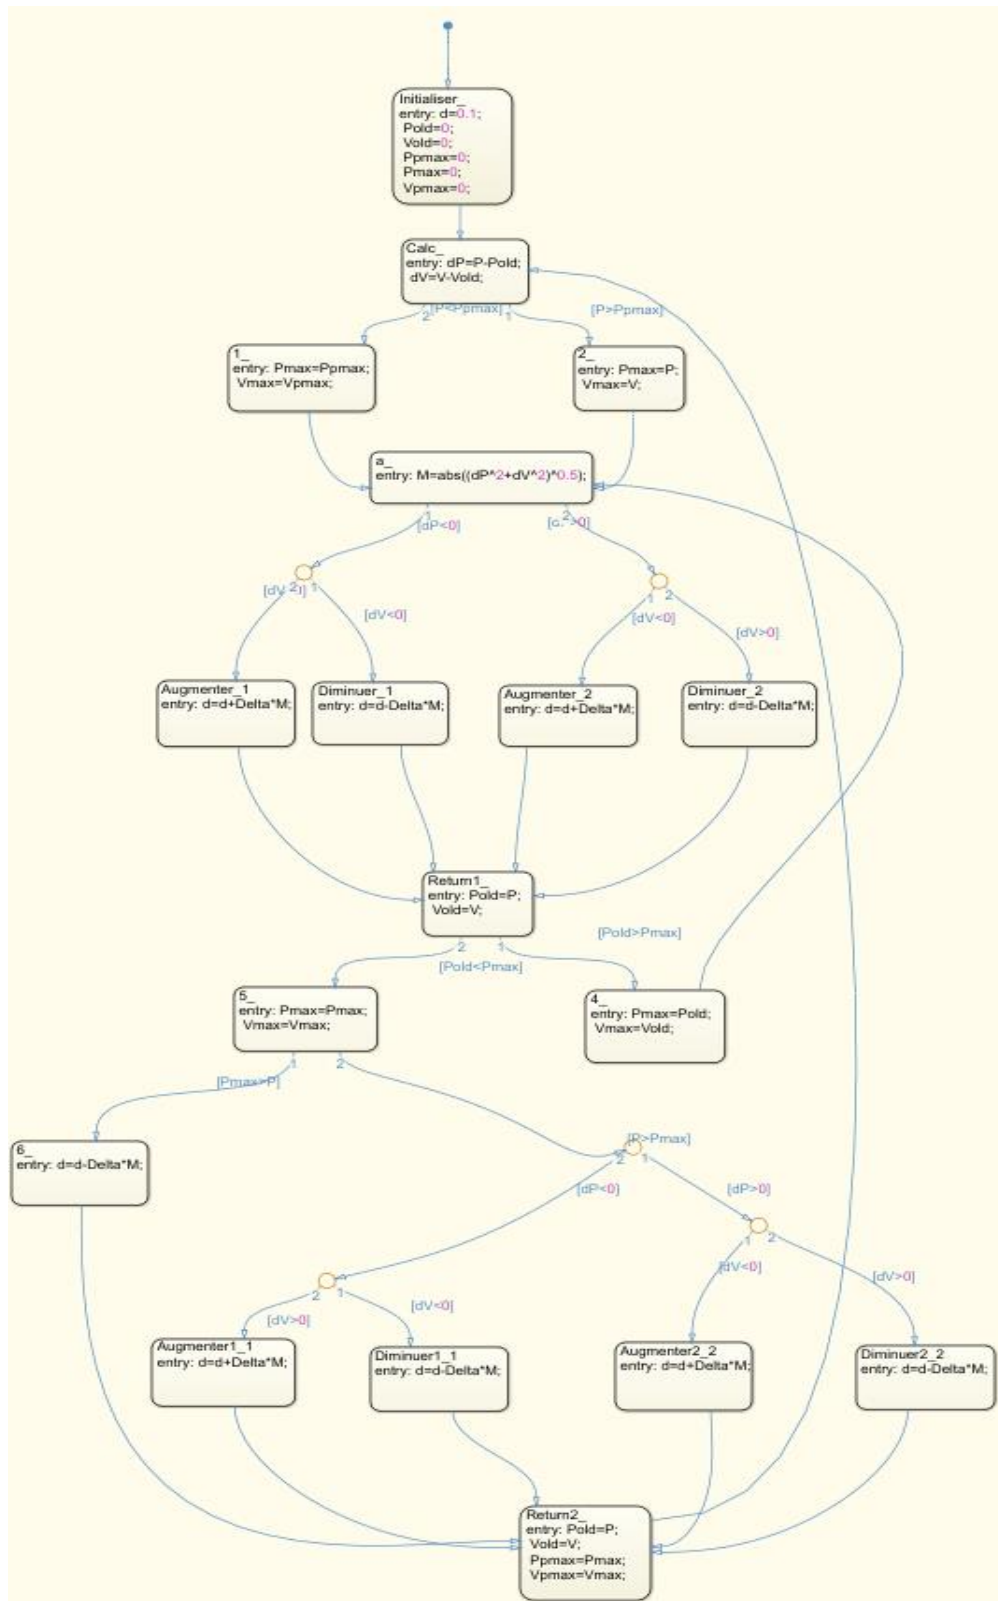 Initialiser_
entry: d=0.1;
Pold=0;
Vold=0;
Ppmax=0;
Pmax=0;
Vpmax=0;
Calc_
entry: dP=P-Pold;
dV=V-Vold;
2
[P<Ppmax]
1
[P>Ppmax]
1_
entry: Pmax=Ppmax;
Vmax=Vpmax;
2_
entry: Pmax=P;
Vmax=V;
a_
entry: M=abs((dP^2+dV^2)^0.5);
1
[dP<0]
2
2
1
[dV<0]
1
2
[dV<0]
[dV>0]
Augmenter_1
entry: d=d+Delta*M;
Diminuer_1
entry: d=d-Delta*M;
Augmenter_2
entry: d=d+Delta*M;
Diminuer_2
entry: d=d-Delta*M;
Return1_
entry: Pold=P;
Vold=V;
2
1
[Pold>Pmax]
[Pold<Pmax]
5_
entry: Pmax=Pmax;
Vmax=Vmax;
4_
entry: Pmax=Pold;
Vmax=Vold;
1
2
[Pmax>P]
6_
entry: d=d-Delta*M;
[P>Pmax]
2
1
[dP<0]
[dP>0]
1
2
[dV<0]
[dV>0]
2
1
[dV>0]
[dV<0]
Augmenter1_1
entry: d=d+Delta*M;
Diminuer1_1
entry: d=d-Delta*M;
Augmenter2_2
entry: d=d+Delta*M;
Diminuer2_2
entry: d=d-Delta*M;
Return2_
entry: Pold=P;
Vold=V;
Ppmax=Pmax;
Vpmax=Vmax;